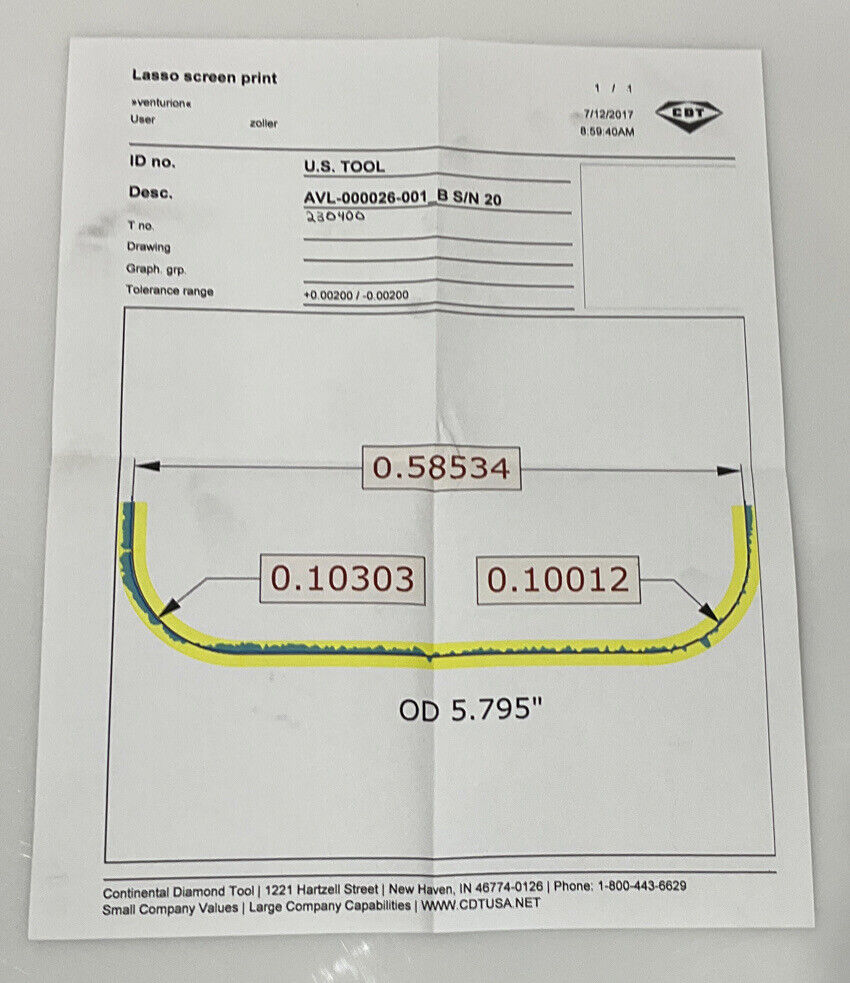 Lasso screen print
1 / 1
»venturion«
7/12/2017
CDT
User zoller
8:59:40AM
ID no. U.S. TOOL
Desc. AVL-000026-001_B S/N 20
T no. 230400
Drawing
Graph. grp.
Tolerance range +0.00200 / -0.00200
0.58534
0.10303 0.10012
OD 5.795"
Continental Diamond Tool | 1221 Hartzell Street | New Haven, IN 46774-0126 | Phone: 1-800-443-6629
Small Company Values | Large Company Capabilities | WWW.CDTUSA.NET